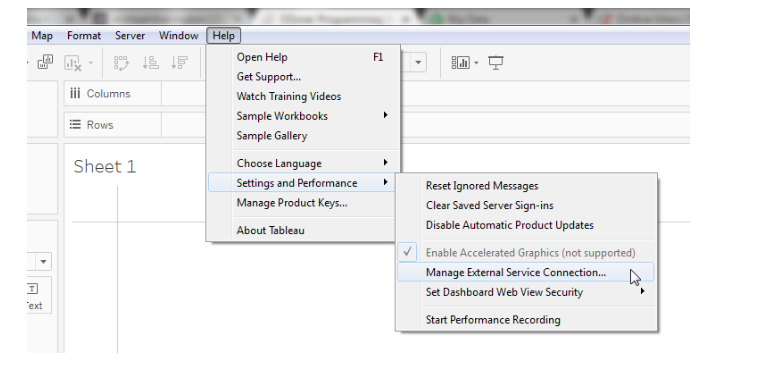 Map Format Server Window Help
Open Help F1
Get Support...
Watch Training Videos
Sample Workbooks
Sample Gallery
Choose Language
Settings and Performance
Manage Product Keys...
About Tableau
Reset Ignored Messages
Clear Saved Server Sign-ins
Disable Automatic Product Updates
Enable Accelerated Graphics (not supported)
Manage External Service Connection...
Set Dashboard Web View Security
Start Performance Recording
Columns
Rows
Sheet 1